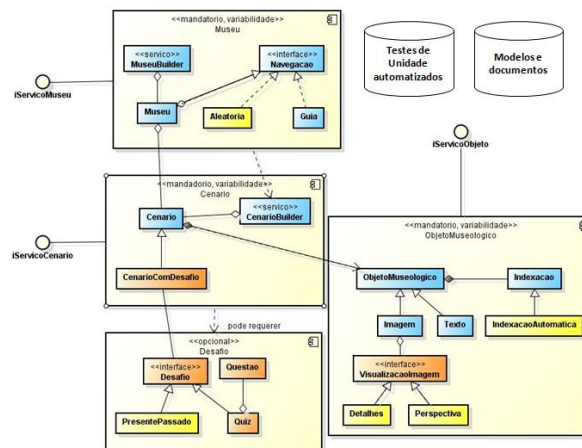 <<mandatorio, variabilidade>>
Museu
<<servico>>
MuseuBuilder
<<interface>>
Navegacao
Museu
Aleatoria
Guia
iServicoMuseu
Testes de
Unidade
automatizados
Modelos e
documentos
iServicoObjeto
<<mandatorio, variabilidade>>
Cenario
Cenario
<<servico>>
CenarioBuilder
CenarioComDesafio
iServicoCenario
<<mandatorio, variabilidade>>
ObjetoMuseologico
ObjetoMuseologico
Indexacao
Imagem
Texto
IndexacaoAutomatica
<<interface>>
VisualizacaoImagem
Detalhes
Perspectiva
pode requerer
<<opcional>>
Desafio
<<interface>>
Desafio
Questao
PresentePassado
Quiz